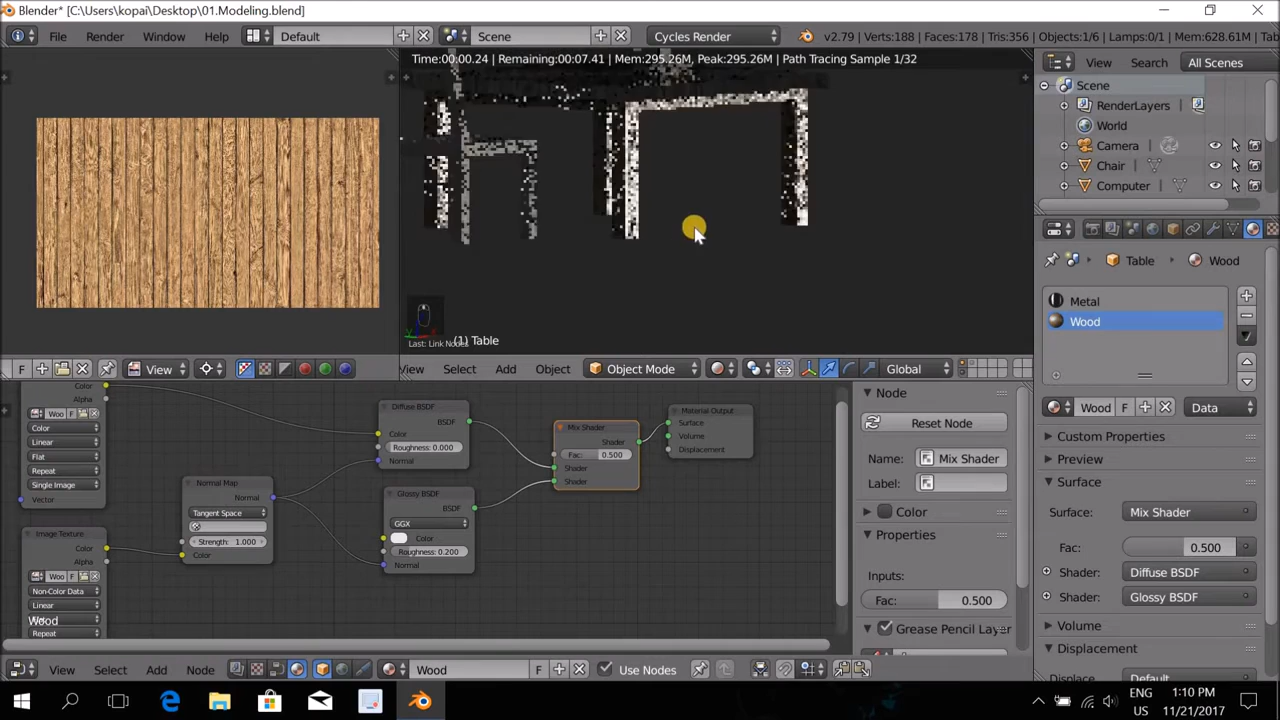 Blender* [C:\Users\kopai\Desktop\01.Modeling.blend]
File Render Window Help Default Scene Cycles Render v2.79 | Verts:188 | Faces:178 | Tris:356 | Objects:1/6 | Lamps:0/1 | Mem:628.61M | Tab
Time:00:00.24 | Remaining:00:07.41 | Mem:295.26M, Peak:295.26M | Path Tracing Sample 1/32
View Search All Scenes
Scene
RenderLayers
World
Camera
Chair
Computer
Table Wood
Metal
Wood
Last: Link Nodes
(1) Table
F View
View Select Add Object Object Mode Global
Wood F Data
Color
Alpha
Woo F
Color
Linear
Flat
Repeat
Single Image
Vector
Image Texture
Color
Alpha
Woo F
Non-Color Data
Linear
Wood
Repeat
Normal Map
Normal
Tangent Space
Strength: 1.000
Color
Diffuse BSDF
BSDF
Color
Roughness: 0.000
Normal
Glossy BSDF
BSDF
GGX
Color
Roughness: 0.200
Normal
Mix Shader
Shader
Fac: 0.500
Shader
Shader
Material Output
Surface
Volume
Displacement
Node
Reset Node
Name: Mix Shader
Label:
Color
Properties
Inputs:
Fac: 0.500
Grease Pencil Layer
Custom Properties
Preview
Surface
Surface: Mix Shader
Fac: 0.500
Shader: Diffuse BSDF
Shader: Glossy BSDF
Volume
Displacement
Default
View Select Add Node Wood F Use Nodes
ENG
US
1:10 PM
11/21/2017